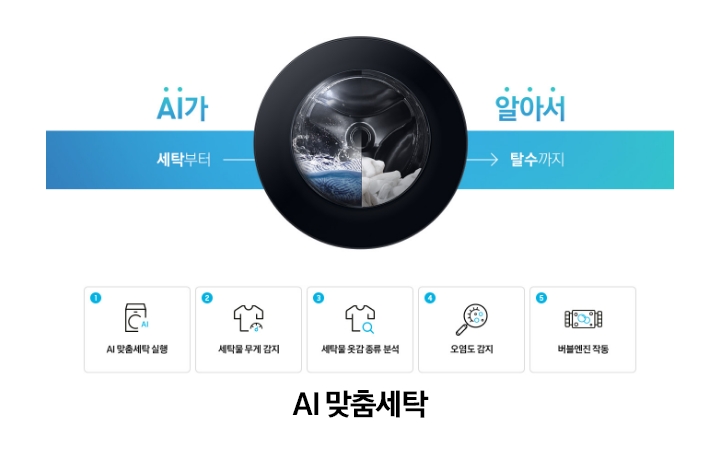 AI가
알아서
세탁부터
탈수까지
1
AI 맞춤세탁 실행
2
세탁물 무게 감지
3
세탁물 옷감 종류 분석
4
오염도 감지
5
버블엔진 작동
AI
AI 맞춤세탁